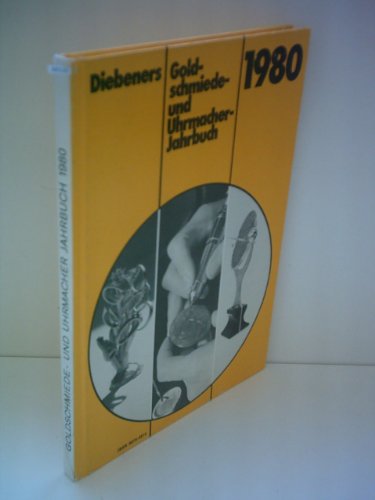 Diebeners
Gold-
schmiede-
und
Uhrmacher-
Jahrbuch
1980
GOLDSCHMIEDE- UND UHRMACHER JAHRBUCH 1980